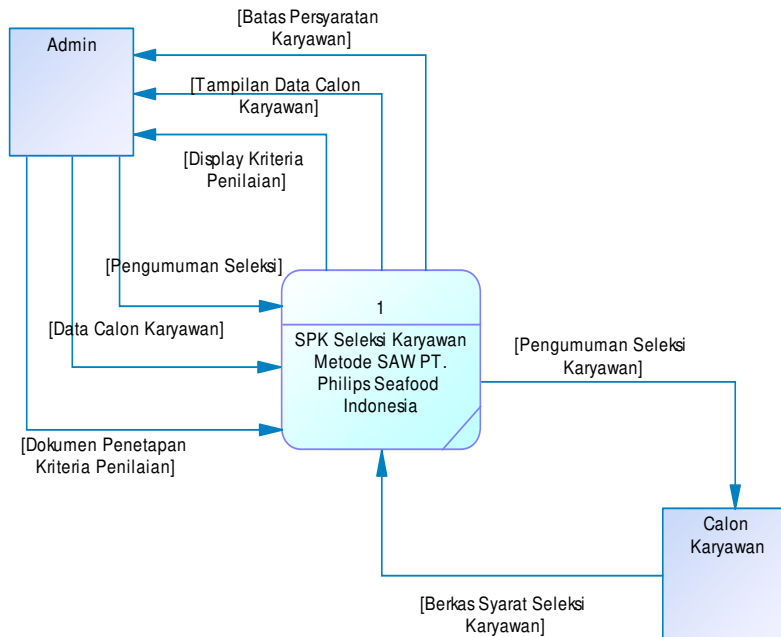 [Batas Persyaratan
Karyawan]
Admin
[Tampilan Data Calon
Karyawan]
[Display Kriteria
Penilaian]
[Pengumuman Seleksi]
1
[Data Calon Karyawan]
SPK Seleksi Karyawan
Metode SAW PT.
Philips Seafood
Indonesia
[Pengumuman Seleksi
Karyawan]
[Dokumen Penetapan
Kriteria Penilaian]
Calon
Karyawan
[Berkas Syarat Seleksi
Karyawan]